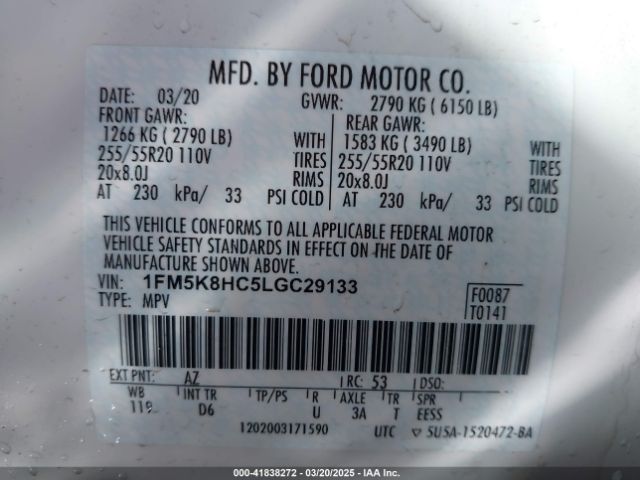 MFD. BY FORD MOTOR CO.
DATE: 03/20 GVWR: 2790 KG ( 6150 LB)
FRONT GAWR: REAR GAWR:
1266 KG ( 2790 LB) WITH 1583 KG ( 3490 LB) WITH
255/55R20 110V TIRES 255/55R20 110V TIRES
20x8.0J RIMS 20x8.0J RIMS
AT 230 kPa/ 33 PSI COLD AT 230 kPa/ 33 PSI COLD
THIS VEHICLE CONFORMS TO ALL APPLICABLE FEDERAL MOTOR
VEHICLE SAFETY STANDARDS IN EFFECT ON THE DATE OF
MANUFACTURE SHOWN ABOVE.
VIN: 1FM5K8HC5LGC29133 F0087
TYPE: MPV T0141
EXT PNT: AZ RC: 53 DSO:
WB INT TR TP/PS R AXLE TR SPR
119 D6 U 3A T EESS
1202003171590 UTC ▽ 5U5A-1520472-BA
000-41838272 — 03/20/2025 — IAA Inc.